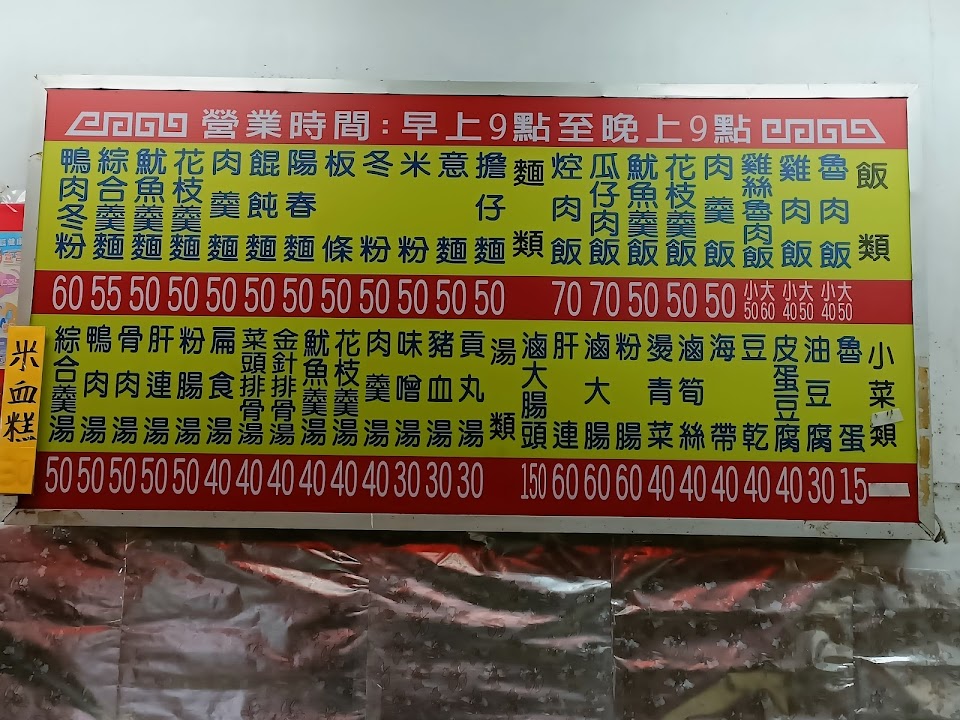 營業時間:早上9點至晚上9點
飯類
魯肉飯 小40 大50
雞肉飯 小40 大50
雞絲魯肉飯 小50 大60
肉羹飯 50
花枝羹飯 50
魷魚羹飯 50
瓜仔肉飯 70
焢肉飯 70
麵類
擔仔麵 50
意麵 50
米粉 50
冬粉 50
板條 50
陽春麵 50
餛飩麵 50
肉羹麵 50
花枝羹麵 50
魷魚羹麵 50
綜合羹麵 55
鴨肉冬粉 60
小菜類
魯蛋 15
油豆腐 30
皮蛋豆腐 40
豆乾 40
海帶 40
滷筍絲 40
燙青菜 40
粉腸 60
滷大腸 60
肝連 60
滷大腸頭 150
湯類
貢丸湯 30
豬血湯 30
味噌湯 30
肉羹湯 40
花枝羹湯 40
魷魚羹湯 40
金針排骨湯 40
菜頭排骨湯 40
扁食湯 40
粉腸湯 50
肝連湯 50
骨肉湯 50
鴨肉湯 50
綜合羹湯 50
米血糕